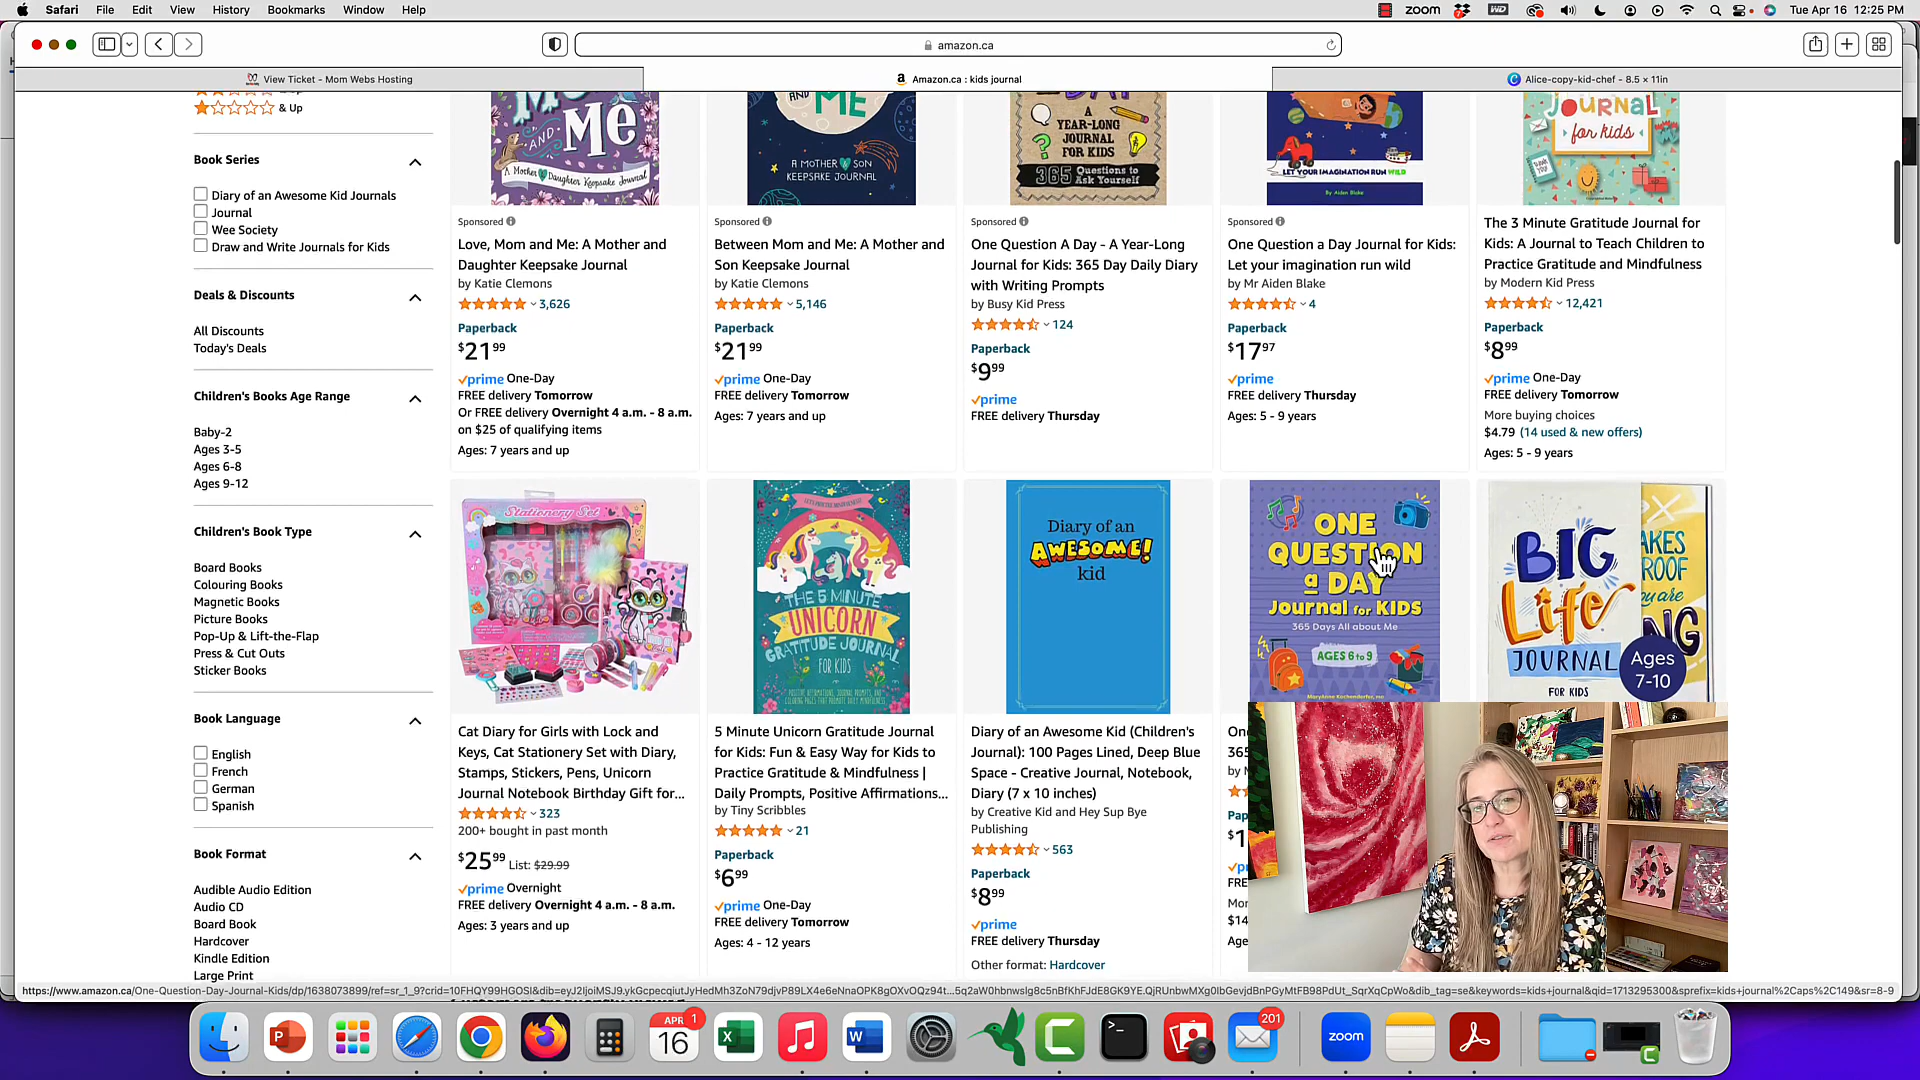 Safari File Edit View History Bookmarks Window Help
zoom WD Tue Apr 16 12:25 PM
amazon.ca
View Ticket - Mom Webs Hosting
Amazon.ca : kids journal
Alice-copy-kid-chef - 8.5 × 11in
& Up
Book Series
Diary of an Awesome Kid Journals
Journal
Wee Society
Draw and Write Journals for Kids
Deals & Discounts
All Discounts
Today's Deals
Children's Books Age Range
Baby-2
Ages 3-5
Ages 6-8
Ages 9-12
Children's Book Type
Board Books
Colouring Books
Magnetic Books
Picture Books
Pop-Up & Lift-the-Flap
Press & Cut Outs
Sticker Books
Book Language
English
French
German
Spanish
Book Format
Audible Audio Edition
Audio CD
Board Book
Hardcover
Kindle Edition
Large Print
AND Me
A Mother & Daughter Keepsake Journal
Sponsored
Love, Mom and Me: A Mother and
Daughter Keepsake Journal
by Katie Clemons
3,626
Paperback
$21.99
prime One-Day
FREE delivery Tomorrow
Or FREE delivery Overnight 4 a.m. - 8 a.m.
on $25 of qualifying items
Ages: 7 years and up
AND ME
A MOTHER & SON
KEEPSAKE JOURNAL
Sponsored
Between Mom and Me: A Mother and
Son Keepsake Journal
by Katie Clemons
5,146
Paperback
$21.99
prime One-Day
FREE delivery Tomorrow
Ages: 7 years and up
A
YEAR-LONG
JOURNAL
FOR KIDS
365 Questions to
Ask Yourself
Sponsored
One Question A Day - A Year-Long
Journal for Kids: 365 Day Daily Diary
with Writing Prompts
by Busy Kid Press
124
Paperback
$9.99
prime
FREE delivery Thursday
LET YOUR IMAGINATION RUN WILD
By Aiden Blake
Sponsored
One Question a Day Journal for Kids:
Let your imagination run wild
by Mr Aiden Blake
4
Paperback
$17.97
prime
FREE delivery Thursday
Ages: 5 - 9 years
JOURNAL
for kids
The 3 Minute Gratitude Journal for
Kids: A Journal to Teach Children to
Practice Gratitude and Mindfulness
by Modern Kid Press
12,421
Paperback
$8.99
prime One-Day
FREE delivery Tomorrow
More buying choices
$4.79 (14 used & new offers)
Ages: 5 - 9 years
Stationery Set
Cat Diary for Girls with Lock and
Keys, Cat Stationery Set with Diary,
Stamps, Stickers, Pens, Unicorn
Journal Notebook Birthday Gift for...
323
200+ bought in past month
$25.99 List: $29.99
prime Overnight
FREE delivery Overnight 4 a.m. - 8 a.m.
Ages: 3 years and up
THE 5 MINUTE
UNICORN
GRATITUDE JOURNAL
FOR KIDS
5 Minute Unicorn Gratitude Journal
for Kids: Fun & Easy Way for Kids to
Practice Gratitude & Mindfulness |
Daily Prompts, Positive Affirmations...
by Tiny Scribbles
21
Paperback
$6.99
prime One-Day
FREE delivery Tomorrow
Ages: 4 - 12 years
Diary of an
AWESOME!
kid
Diary of an Awesome Kid (Children's
Journal): 100 Pages Lined, Deep Blue
Space - Creative Journal, Notebook,
Diary (7 x 10 inches)
by Creative Kid and Hey Sup Bye
Publishing
563
Paperback
$8.99
prime
FREE delivery Thursday
Other format: Hardcover
ONE
QUESTION
a DAY
Journal for KIDS
365 Days All about Me
AGES 6 to 9
BIG
Life
JOURNAL
FOR KIDS
Ages
7-10
APR 1
16
201
zoom